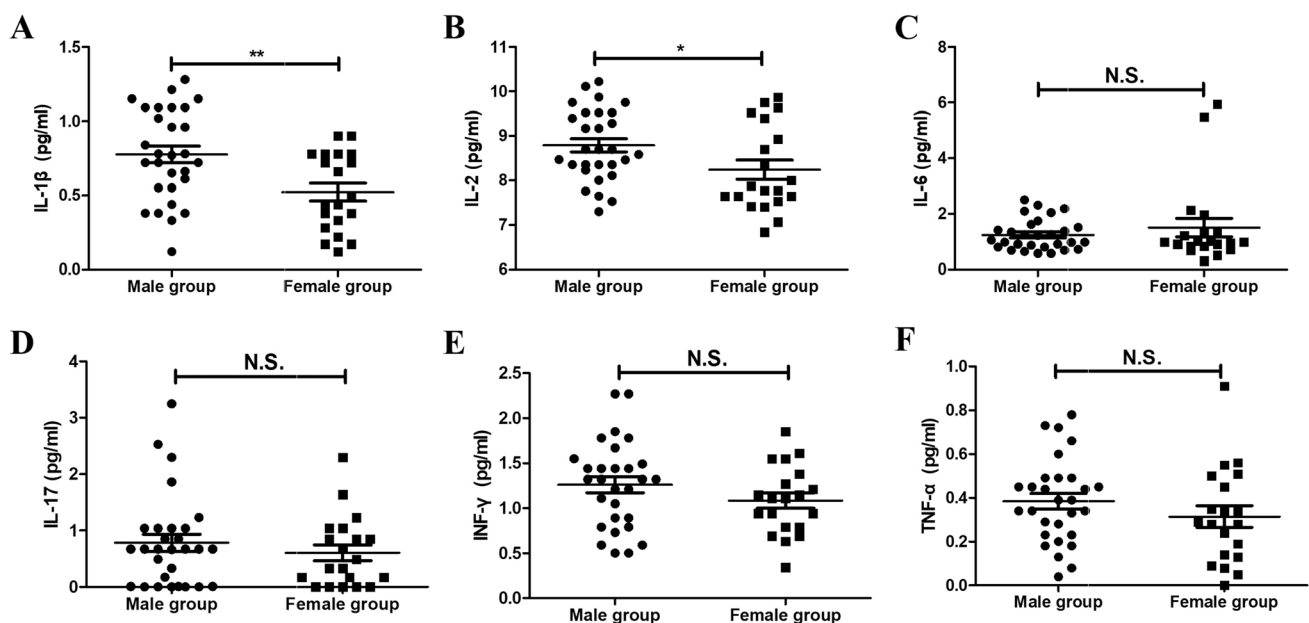 A
IL-1β (pg/ml)
1.5
1.0
0.5
0.0
**
Male group
Female group
B
IL-2 (pg/ml)
11
10
9
8
7
6
*
Male group
Female group
C
IL-6 (pg/ml)
8
6
4
2
0
N.S.
Male group
Female group
D
IL-17 (pg/ml)
4
3
2
1
0
N.S.
Male group
Female group
E
INF-γ (pg/ml)
2.5
2.0
1.5
1.0
0.5
0.0
N.S.
Male group
Female group
F
TNF-α (pg/ml)
1.0
0.8
0.6
0.4
0.2
0.0
N.S.
Male group
Female group